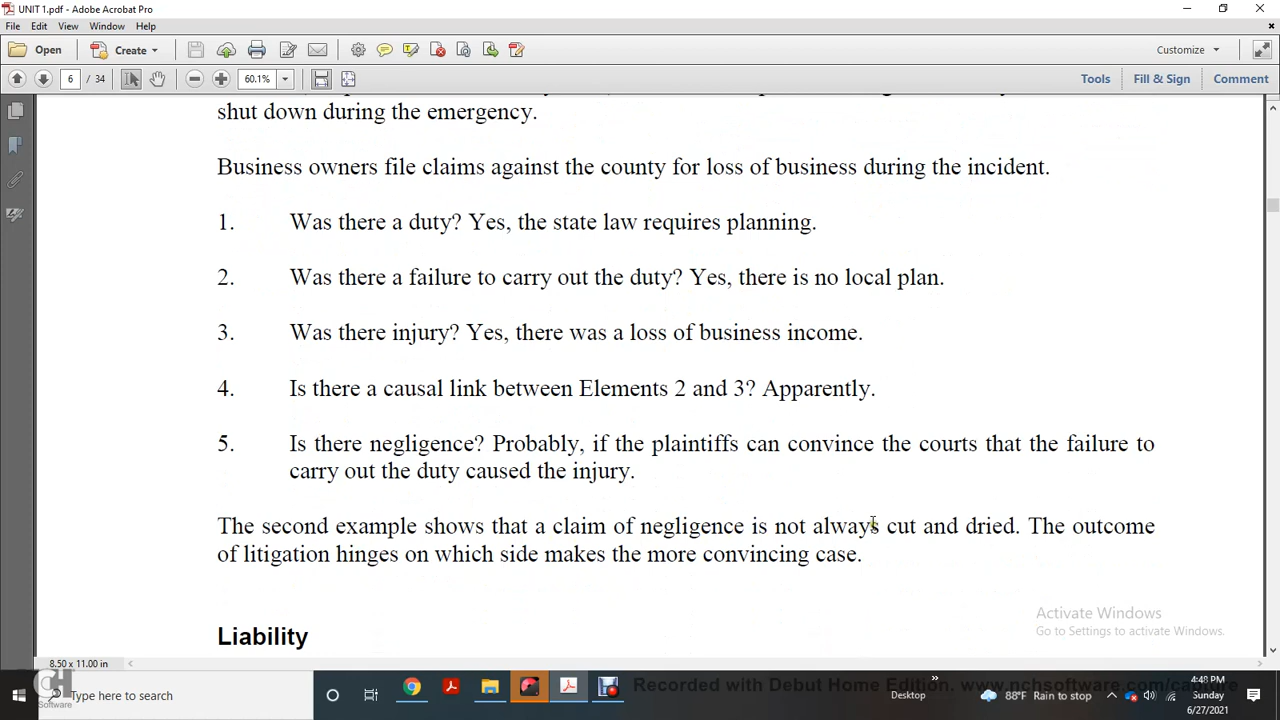 UNIT 1.pdf - Adobe Acrobat Pro
File Edit View Window Help
Open Create Customize
6 / 34 60.1% Tools Fill & Sign Comment
shut down during the emergency.
Business owners file claims against the county for loss of business during the incident.
1. Was there a duty? Yes, the state law requires planning.
2. Was there a failure to carry out the duty? Yes, there is no local plan.
3. Was there injury? Yes, there was a loss of business income.
4. Is there a causal link between Elements 2 and 3? Apparently.
5. Is there negligence? Probably, if the plaintiffs can convince the courts that the failure to
carry out the duty caused the injury.
The second example shows that a claim of negligence is not always cut and dried. The outcome
of litigation hinges on which side makes the more convincing case.
Activate Windows
Go to Settings to activate Windows.
Liability
8.50 x 11.00 in
Type here to search
Software
Recorded with Debut Home Edition. www.nchsoftware.com/capture
Desktop
88°F Rain to stop
4:48 PM
Sunday
6/27/2021